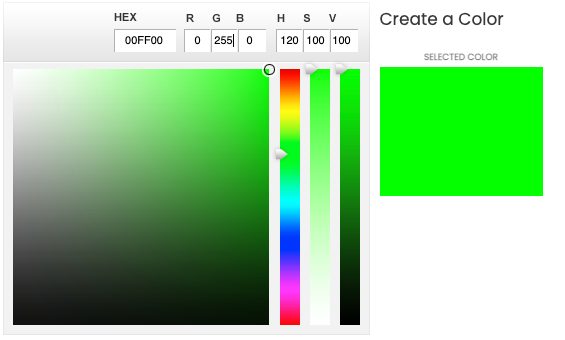 HEX R G B H S V
00FF00 0 255 0 120 100 100
Create a Color
SELECTED COLOR